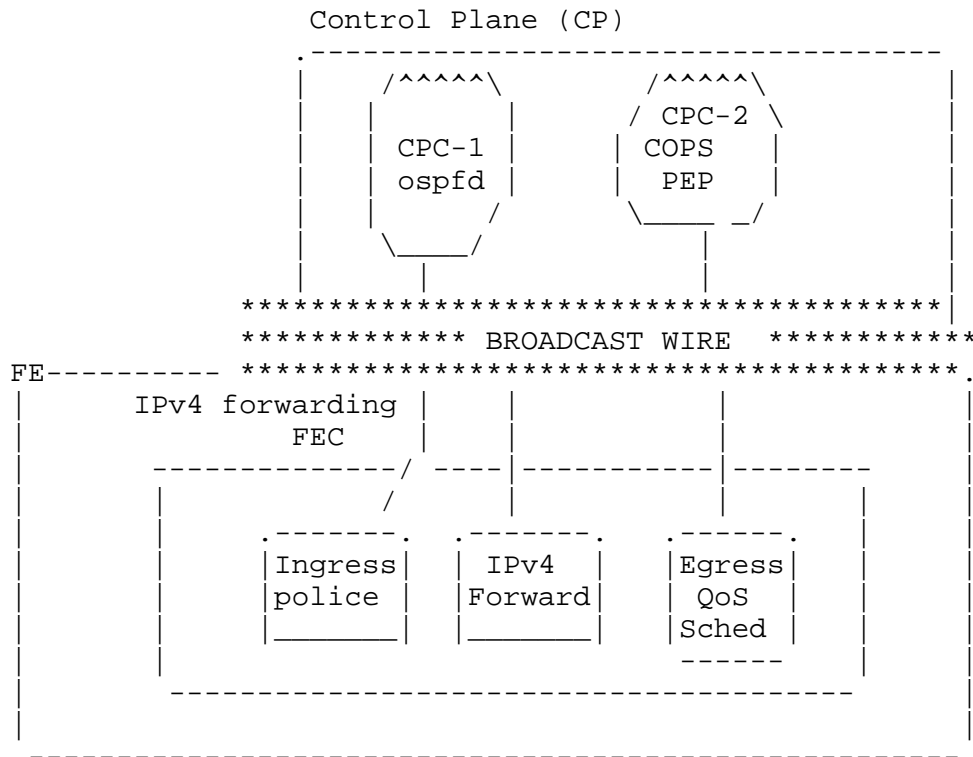 Control Plane (CP)
/^^^^^\ /^^^^^\
CPC-2
CPC-1 COPS
ospfd PEP
BROADCAST WIRE
FE
IPv4 forwarding
FEC
Ingress IPv4 Egress
police Forward QoS
Sched